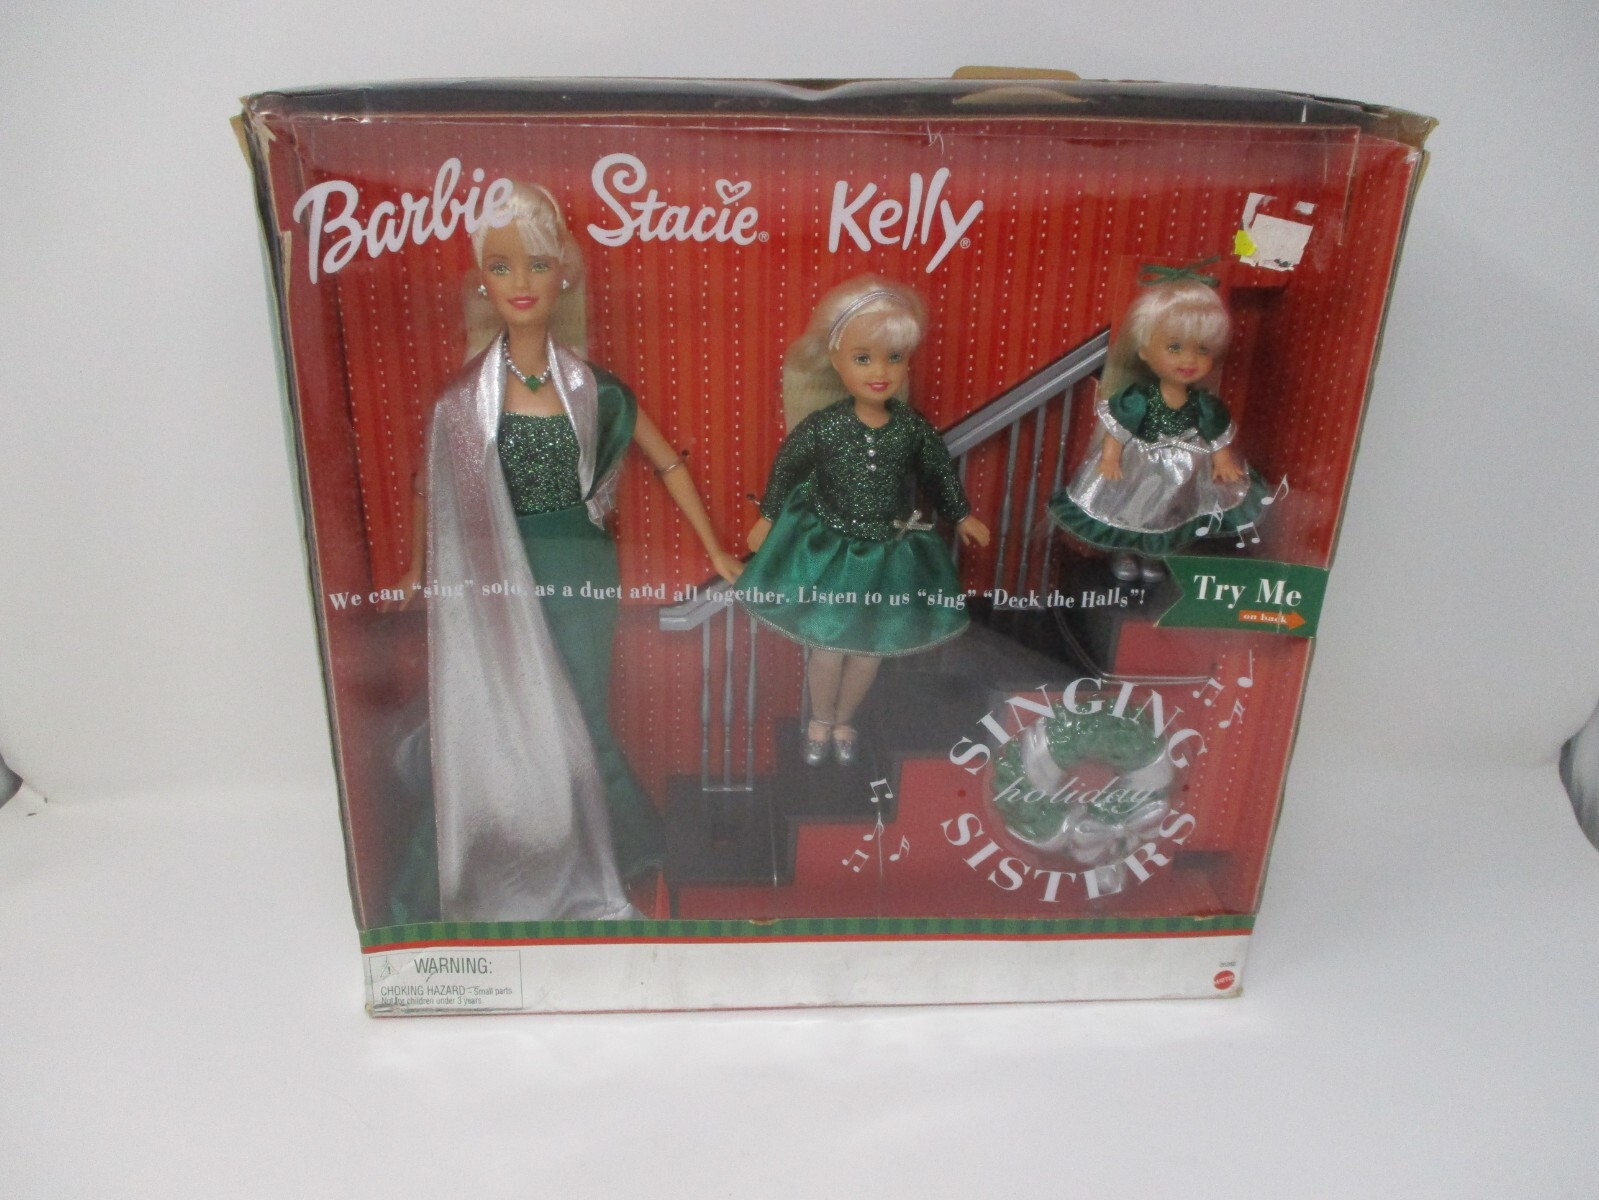 Barbie Stacie® Kelly®
We can "sing" solo, as a duet and all together. Listen to us "sing" "Deck the Halls"!
Try Me
on back
SINGING
holiday
SISTERS
WARNING:
CHOKING HAZARD - Small parts.
Not for children under 3 years.
MATTEL